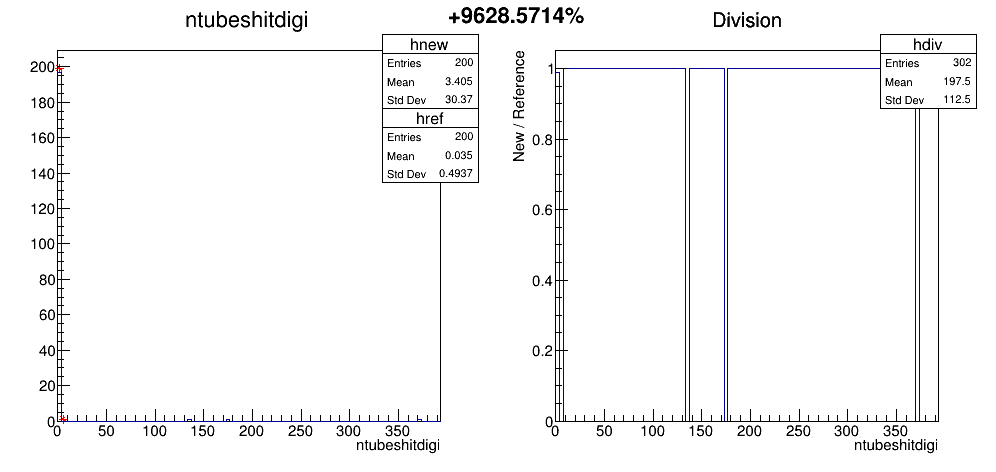 ntubeshitdigi
+9628.5714%
Division
hnew
Entries 200
Mean 3.405
Std Dev 30.37
href
Entries 200
Mean 0.035
Std Dev 0.4937
200
180
160
140
120
100
80
60
40
20
0
0 50 100 150 200 250 300 350
ntubeshitdigi
hdiv
Entries 302
Mean 197.5
Std Dev 112.5
New / Reference
1
0.8
0.6
0.4
0.2
0
0 50 100 150 200 250 300 350
ntubeshitdigi